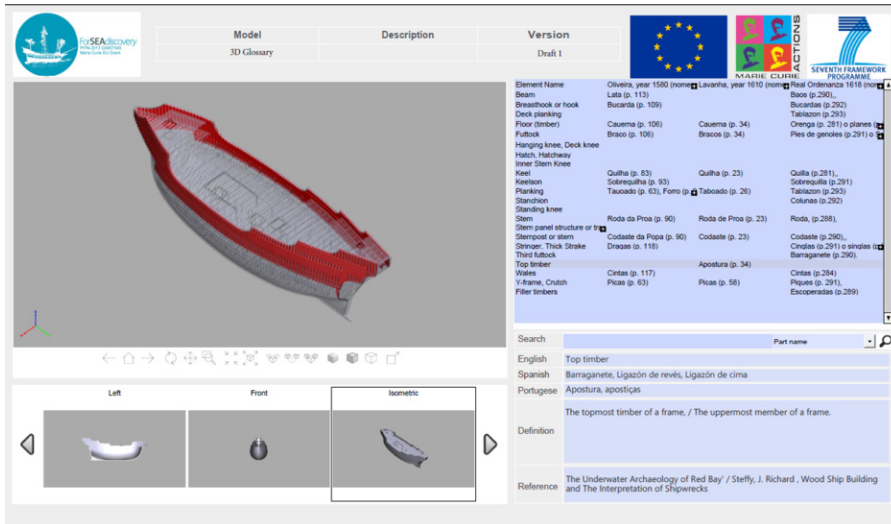 ForSEAdiscovery
Model Description Version
3D Glossary Draft 1
MARIE CURIE ACTIONS
SEVENTH FRAMEWORK
PROGRAMME
Element Name Oliveira, year 1580 (nome Lavanha, year 1610 (nome Real Ordenanza 1618 (nom
Beam Lata (p. 113) Baos (p.290),,
Breasthook or hook Bucarda (p. 109) Bucardas (p.292)
Deck planking Tablazon (p.293)
Floor (timber) Cauerna (p. 106) Cauerna (p. 34) Orenga (p. 281) o planes (p
Futtock Braco (p. 106) Bracos (p. 34) Pies de genoles (p.291) o
Hanging knee, Deck knee
Hatch, Hatchway
Inner Stern Knee
Keel Quilha (p. 83) Quilha (p. 23) Quilla (p.281),,
Keelson Sobrequilha (p. 93) Sobrequilla (p.291)
Planking Tauoado (p. 63), Forro (p. Taboado (p. 26) Tablazon (p.293)
Stanchion Colunas (p.292)
Standing knee
Stem Roda da Proa (p. 90) Roda de Proa (p. 23) Roda, (p.288),
Stern panel structure or tra
Sternpost or stern Codaste da Popa (p. 90) Codaste (p. 23) Codaste (p.290),,
Stringer, Thick Strake Dragas (p. 118) Cinglas (p.291) o singlas
Third futtock Barraganete (p.290).
Top timber Apostura (p. 34)
Wales Cintas (p. 117) Cintas (p.284)
Y-frame, Crutch Picas (p. 63) Picas (p. 58) Piques (p. 291),
Filler timbers Escoperadas (p.289)
Search Part name
English Top timber
Spanish Barraganete, Ligazón de revés, Ligazón de cima
Portugese Apostura, apostiças
Definition The topmost timber of a frame, / The uppermost member of a frame.
Reference The Underwater Archaeology of Red Bay' / Steffy, J. Richard , Wood Ship Building
and The Interpretation of Shipwrecks
Left Front Isometric